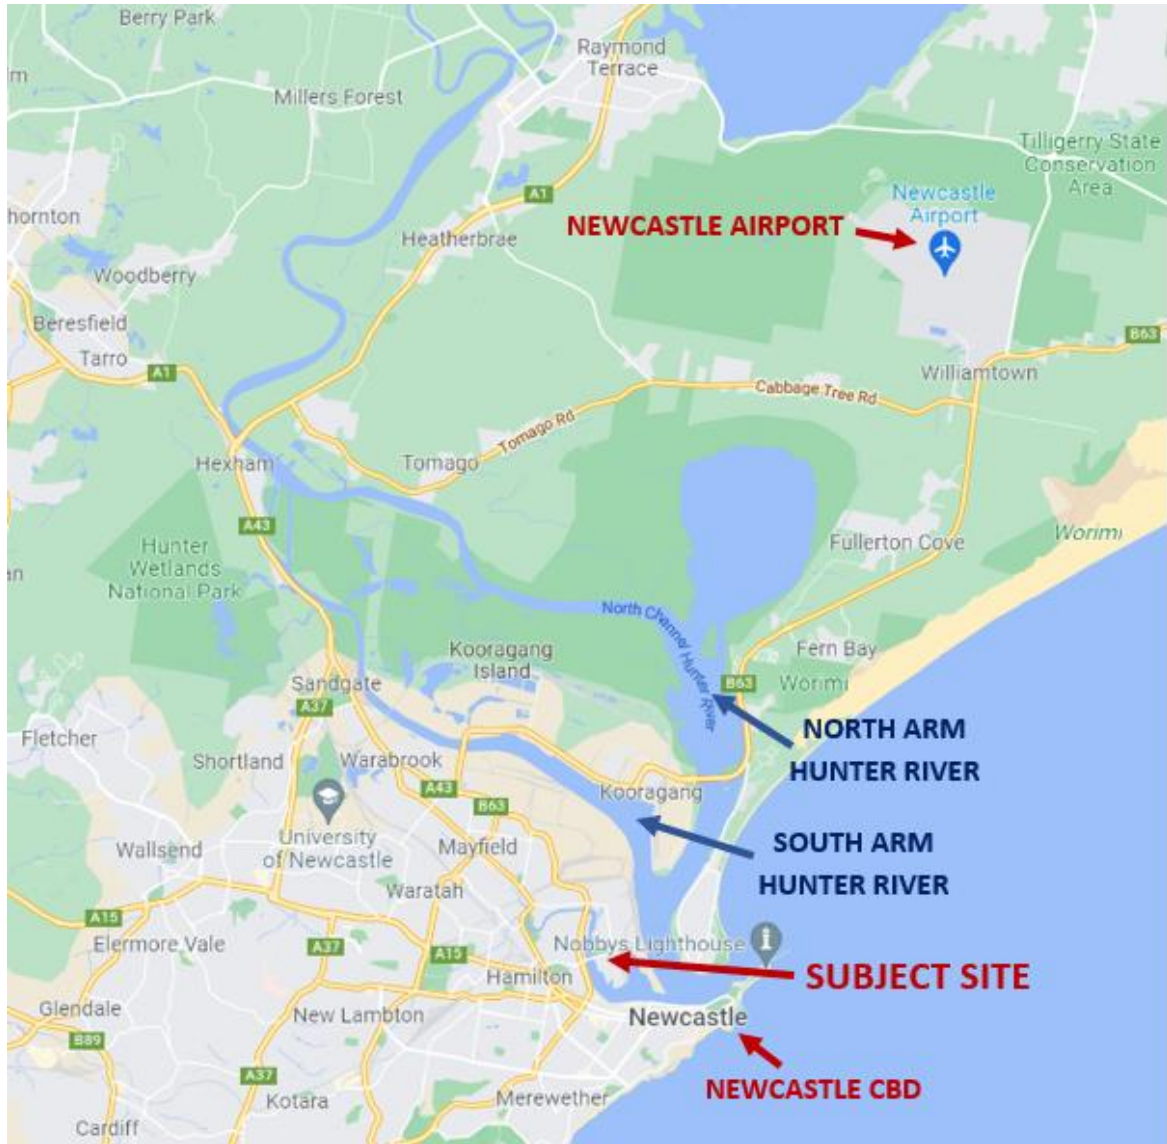 Berry Park
Raymond
Terrace
m
Millers Forest
Tilligerry State
Conservation
Area
A1
Newcastle
Airport
NEWCASTLE AIRPORT
hornton
Heatherbrae
Woodberry
Beresfield
Tarro
A1
B63
Williamtown
Cabbage Tree Rd
Tomago Rd
Hexham
Tomago
A43
Hunter
Wetlands
National Park
an
Fullerton Cove
Worimi
North Channel Hunter River
Kooragang
Island
Fern Bay
Worimi
B63
Sandgate
A37
NORTH ARM
HUNTER RIVER
Fletcher
Shortland
Warabrook
A43
B63
Kooragang
University
of Newcastle
Wallsend
Mayfield
SOUTH ARM
HUNTER RIVER
Waratah
A15
Elermore Vale
A37
A15
Nobbys Lighthouse
Hamilton
SUBJECT SITE
Glendale
New Lambton
Newcastle
B89
A37
Kotara
Merewether
NEWCASTLE CBD
Cardiff